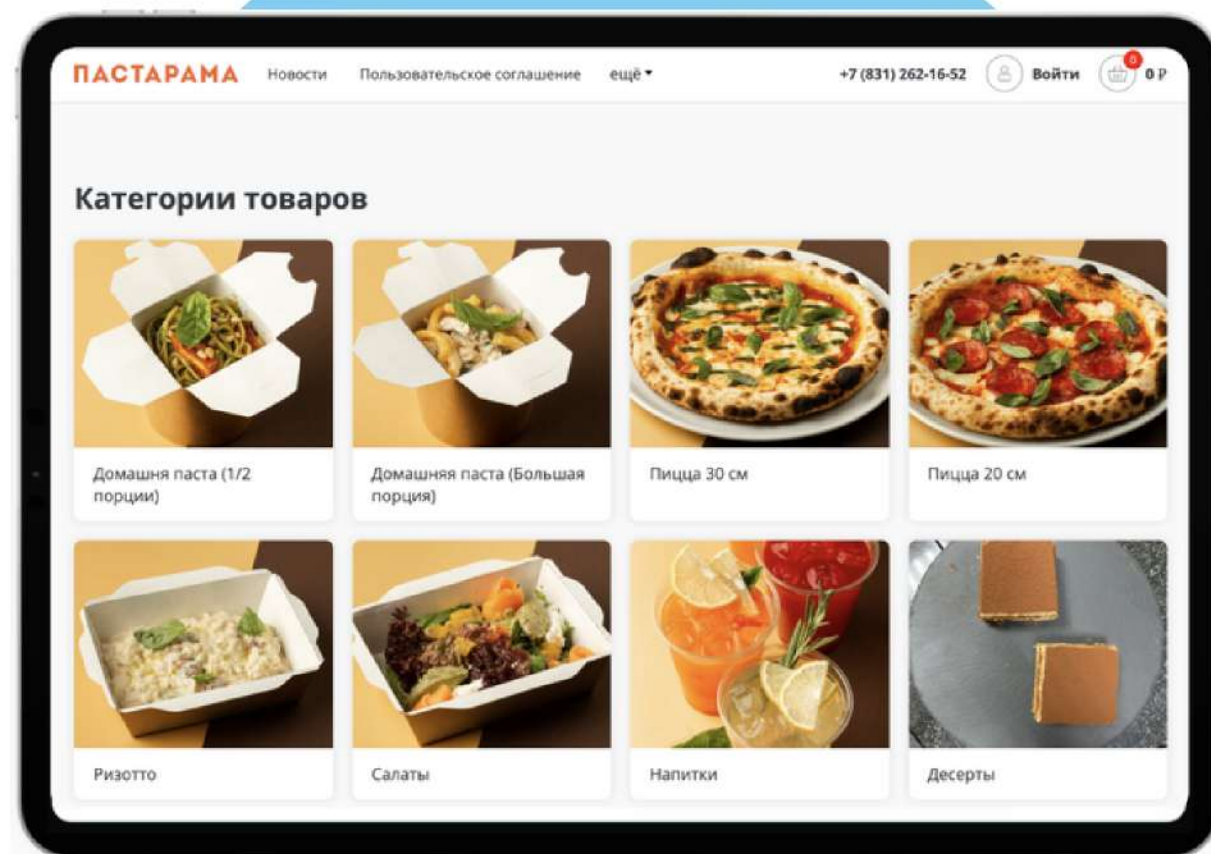 ПАСТАРАМА Новости Пользовательское соглашение ещё +7 (831) 262-16-52 Войти 0 0 ₽
Категории товаров
Домашня паста (1/2
порции)
Домашняя паста (Большая
порция)
Пицца 30 см
Пицца 20 см
Ризотто
Салаты
Напитки
Десерты